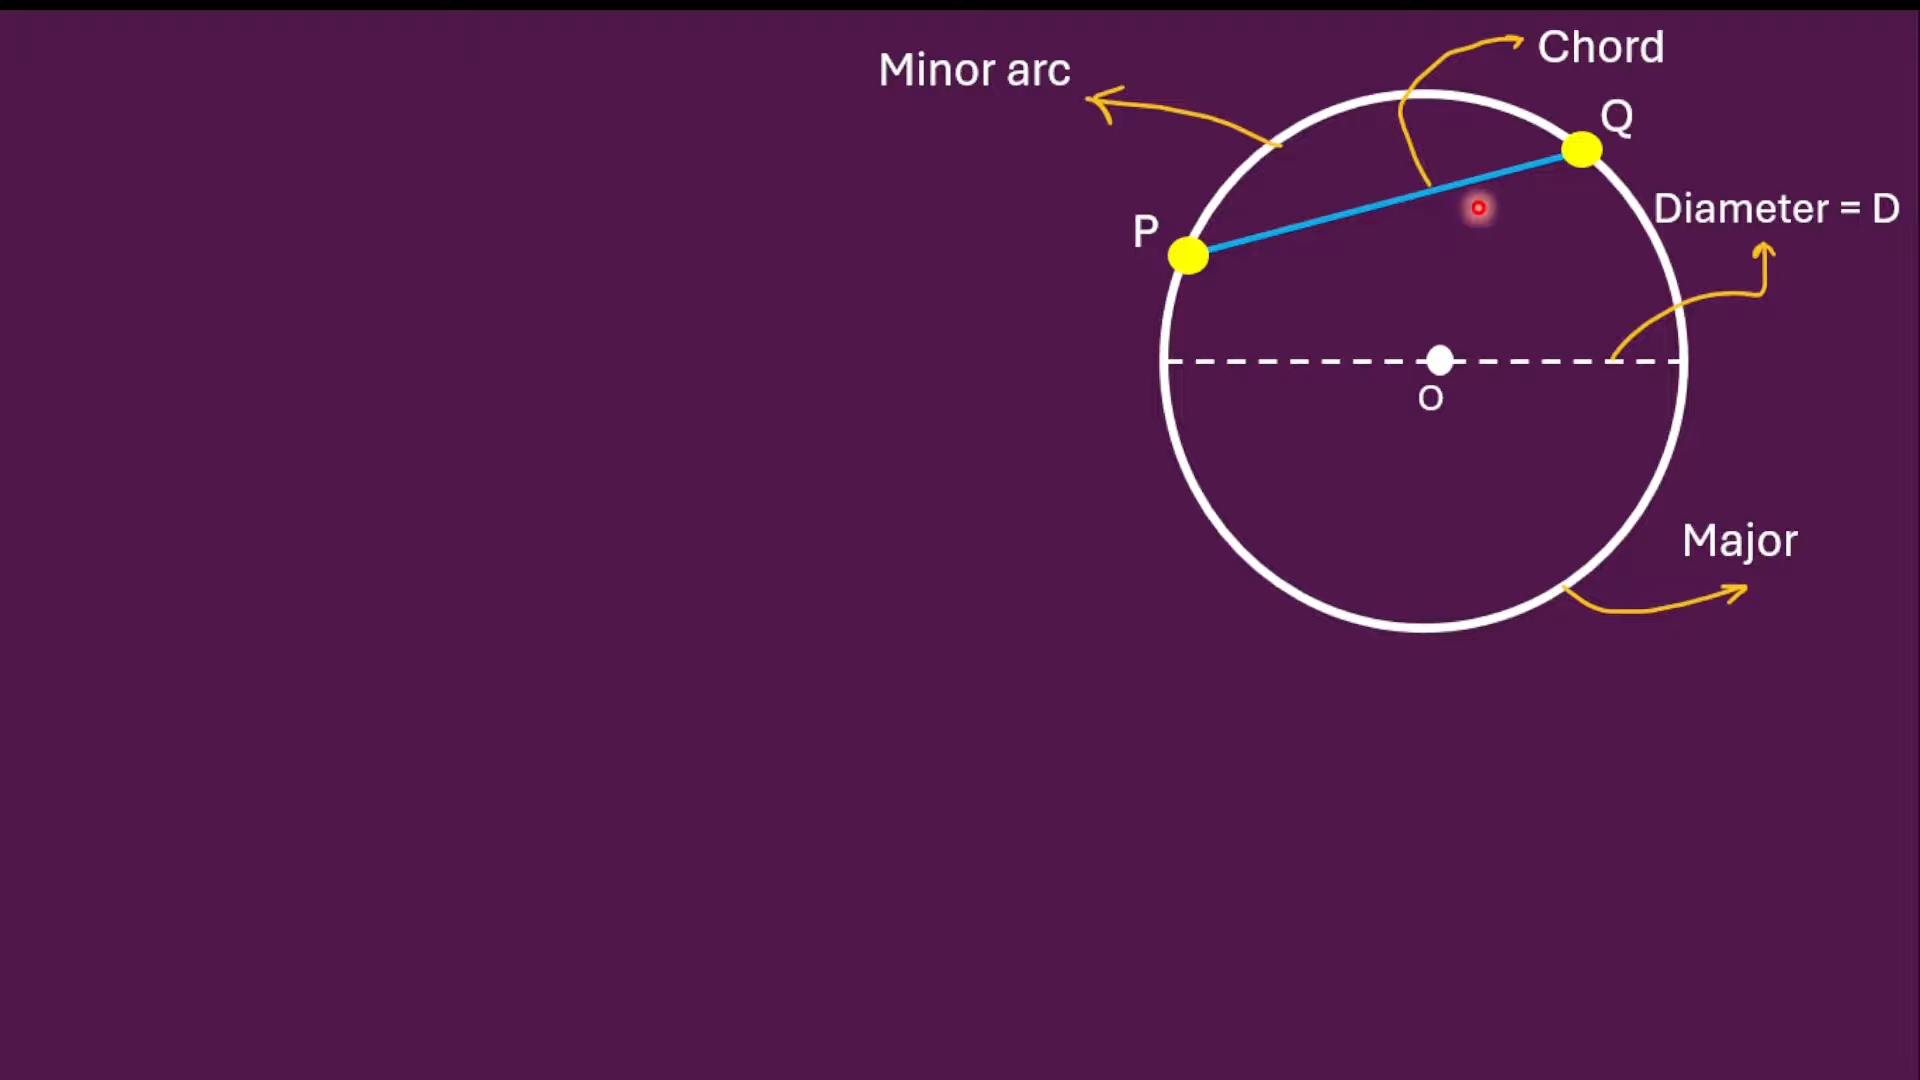 Chord
Minor arc
Q
Diameter = D
P
O
Major